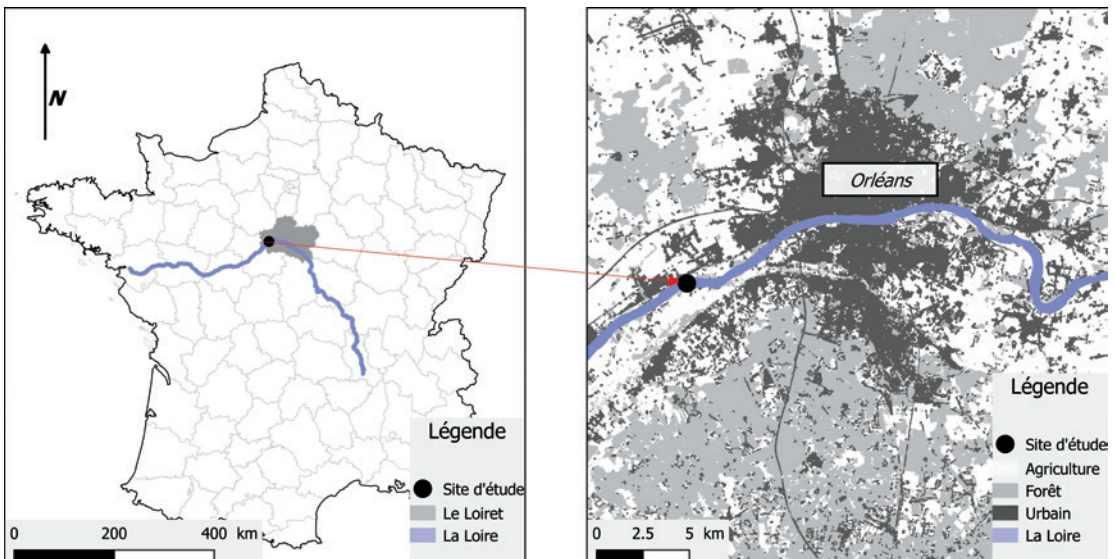 N
Légende
Site d'étude
Le Loiret
La Loire
0 200 400 km
Orléans
Légende
Site d'études
Agriculture
Forêt
Urbain
La Loire
0 2.5 5 km